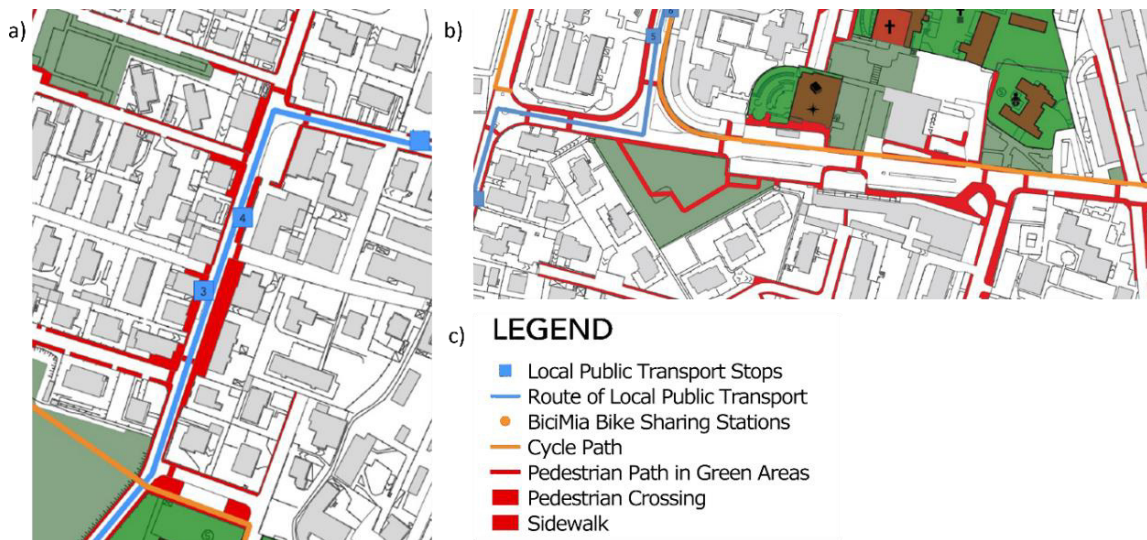 a)
4
3
b)
6
5
c)
LEGEND
Local Public Transport Stops
Route of Local Public Transport
BiciMia Bike Sharing Stations
Cycle Path
Pedestrian Path in Green Areas
Pedestrian Crossing
Sidewalk